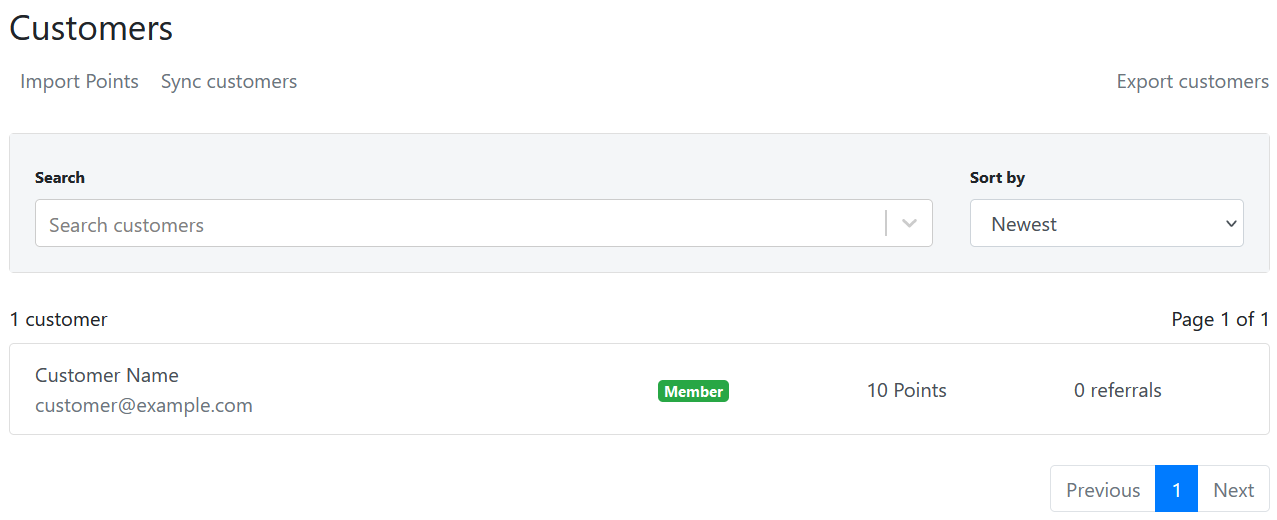 Customers
Import Points Sync customers Export customers
Search Sort by
Search customers Newest
1 customer Page 1 of 1
Customer Name
Member 10 Points 0 referrals
customer@example.com
Previous 1 Next